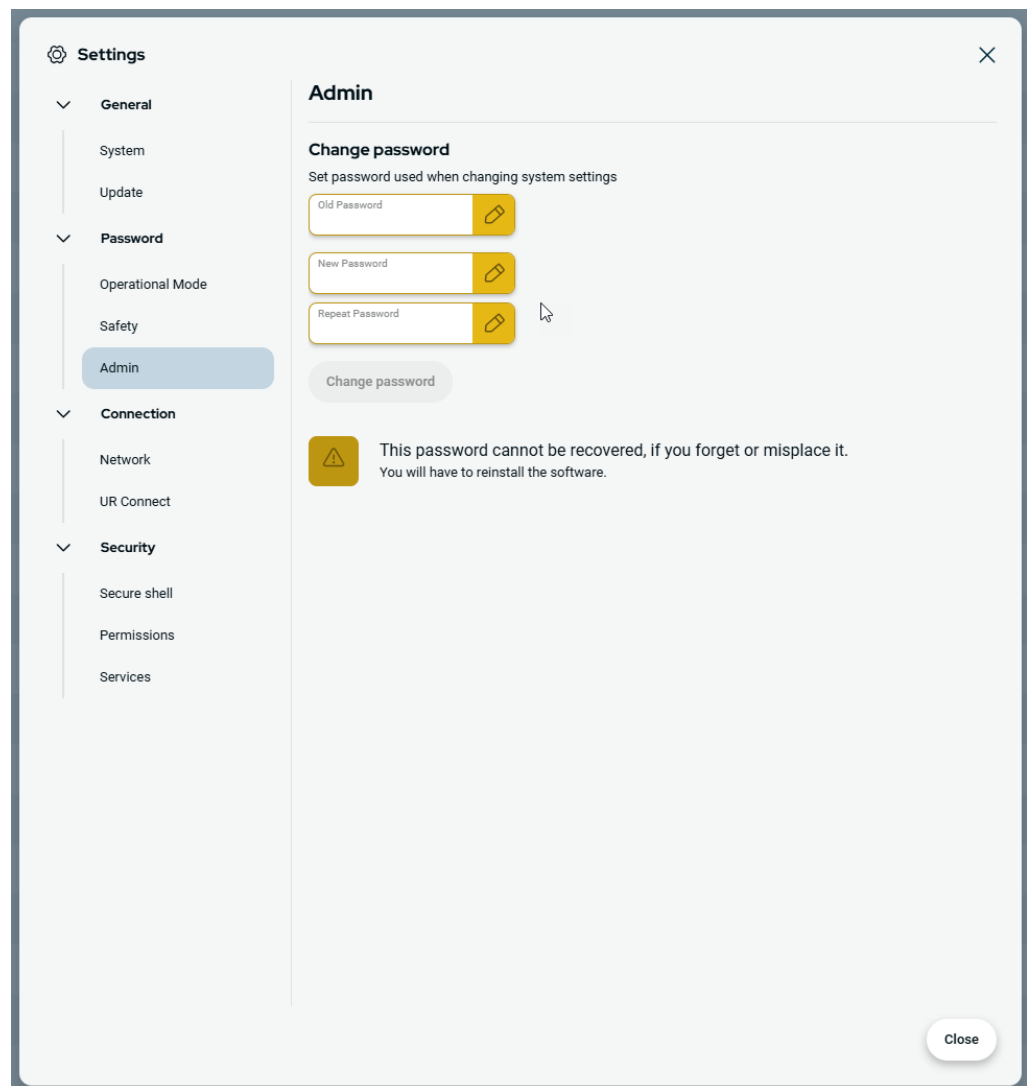 Settings
General
System
Update
Password
Operational Mode
Safety
Admin
Connection
Network
UR Connect
Security
Secure shell
Permissions
Services
Admin
Change password
Set password used when changing system settings
Old Password
New Password
Repeat Password
Change password
This password cannot be recovered, if you forget or misplace it.
You will have to reinstall the software.
Close